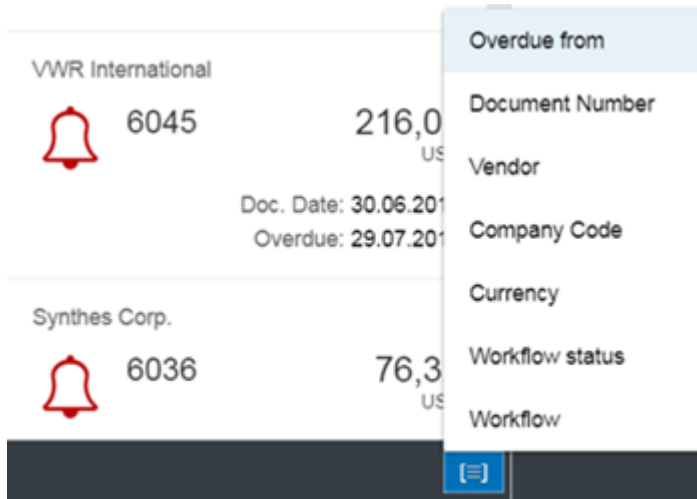 VWR International
6045
216,0
US
Doc. Date: 30.06.201
Overdue: 29.07.201
Synthes Corp.
6036
76,3
US
Overdue from
Document Number
Vendor
Company Code
Currency
Workflow status
Workflow